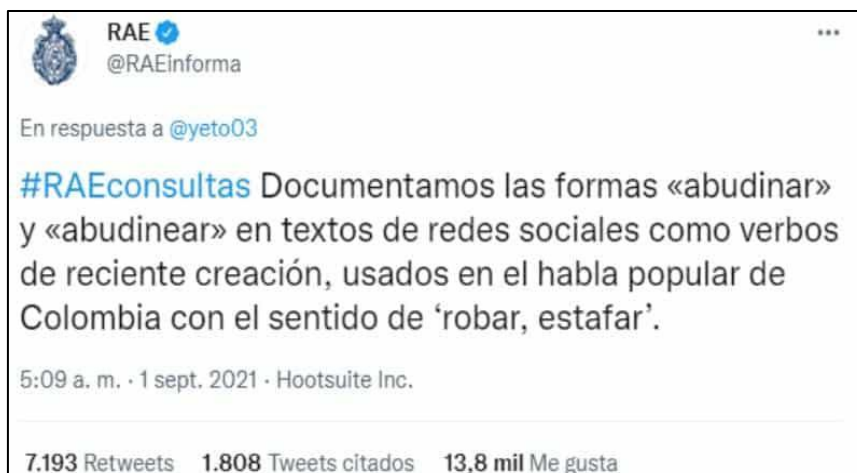 RAE
@RAEinforma
En respuesta a @yeto03
#RAEconsultas Documentamos las formas «abudinar»
y «abudinear» en textos de redes sociales como verbos
de reciente creación, usados en el habla popular de
Colombia con el sentido de ‘robar, estafar’.
5:09 a. m. · 1 sept. 2021 · Hootsuite Inc.
7.193 Retweets 1.808 Tweets citados 13,8 mil Me gusta